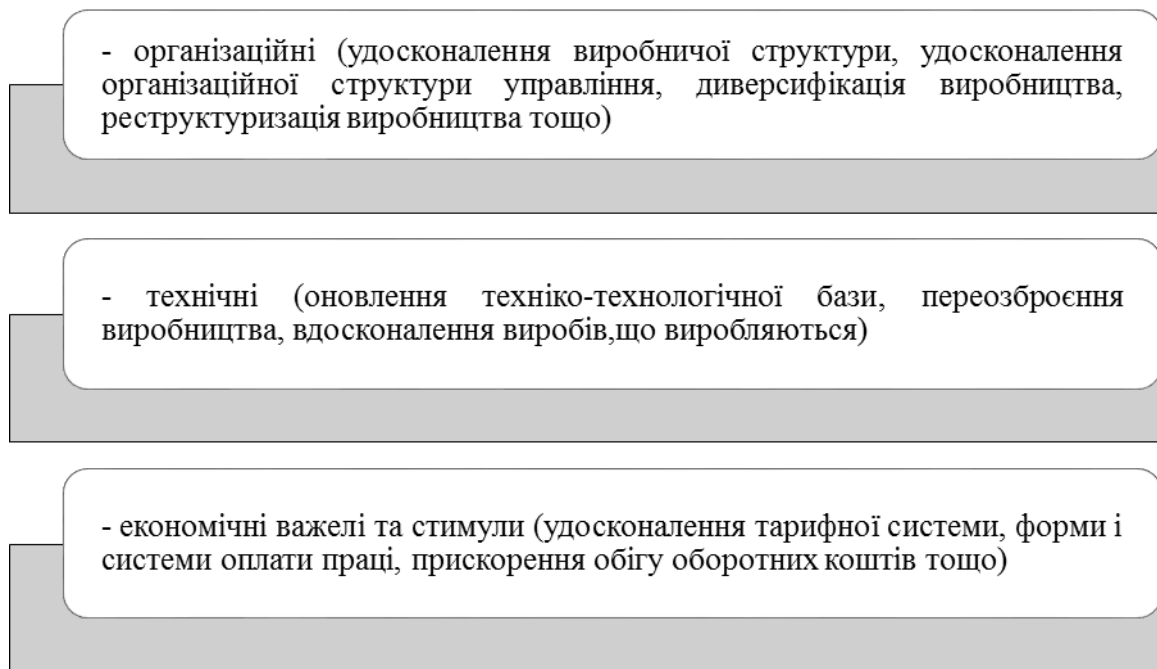 - організаційні (удосконалення виробничої структури, удосконалення
організаційної структури управління, диверсифікація виробництва,
реструктуризація виробництва тощо)
- технічні (оновлення техніко-технологічної бази, переозброєння
виробництва, вдосконалення виробів,що виробляються)
- економічні важелі та стимули (удосконалення тарифної системи, форми і
системи оплати праці, прискорення обігу оборотних коштів тощо)